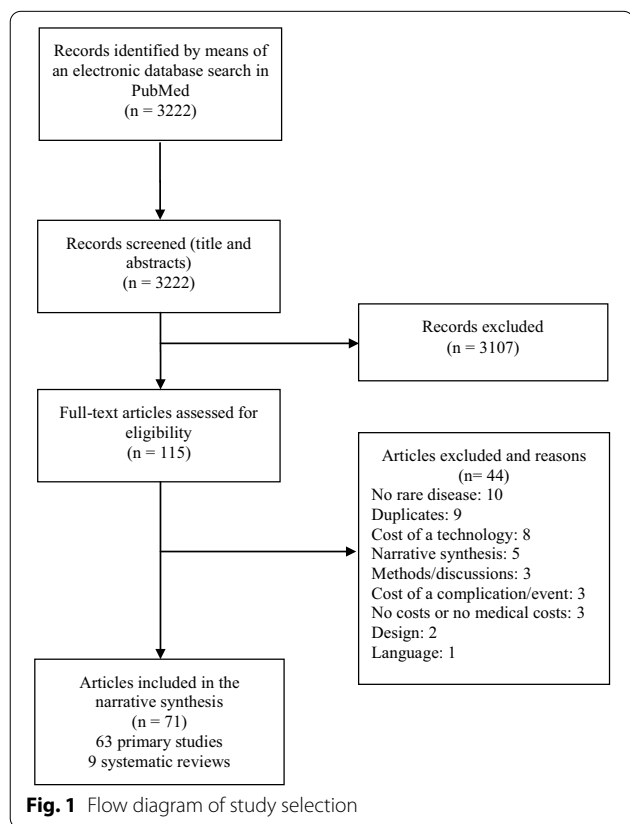 Records identified by means of
an electronic database search in
PubMed
(n = 3222)
Records screened (title and
abstracts)
(n = 3222)
Records excluded
(n = 3107)
Full-text articles assessed for
eligibility
(n = 115)
Articles excluded and reasons
(n= 44)
No rare disease: 10
Duplicates: 9
Cost of a technology: 8
Narrative synthesis: 5
Methods/discussions: 3
Cost of a complication/event: 3
No costs or no medical costs: 3
Design: 2
Language: 1
Articles included in the
narrative synthesis
(n = 71)
63 primary studies
9 systematic reviews
Fig. 1 Flow diagram of study selection